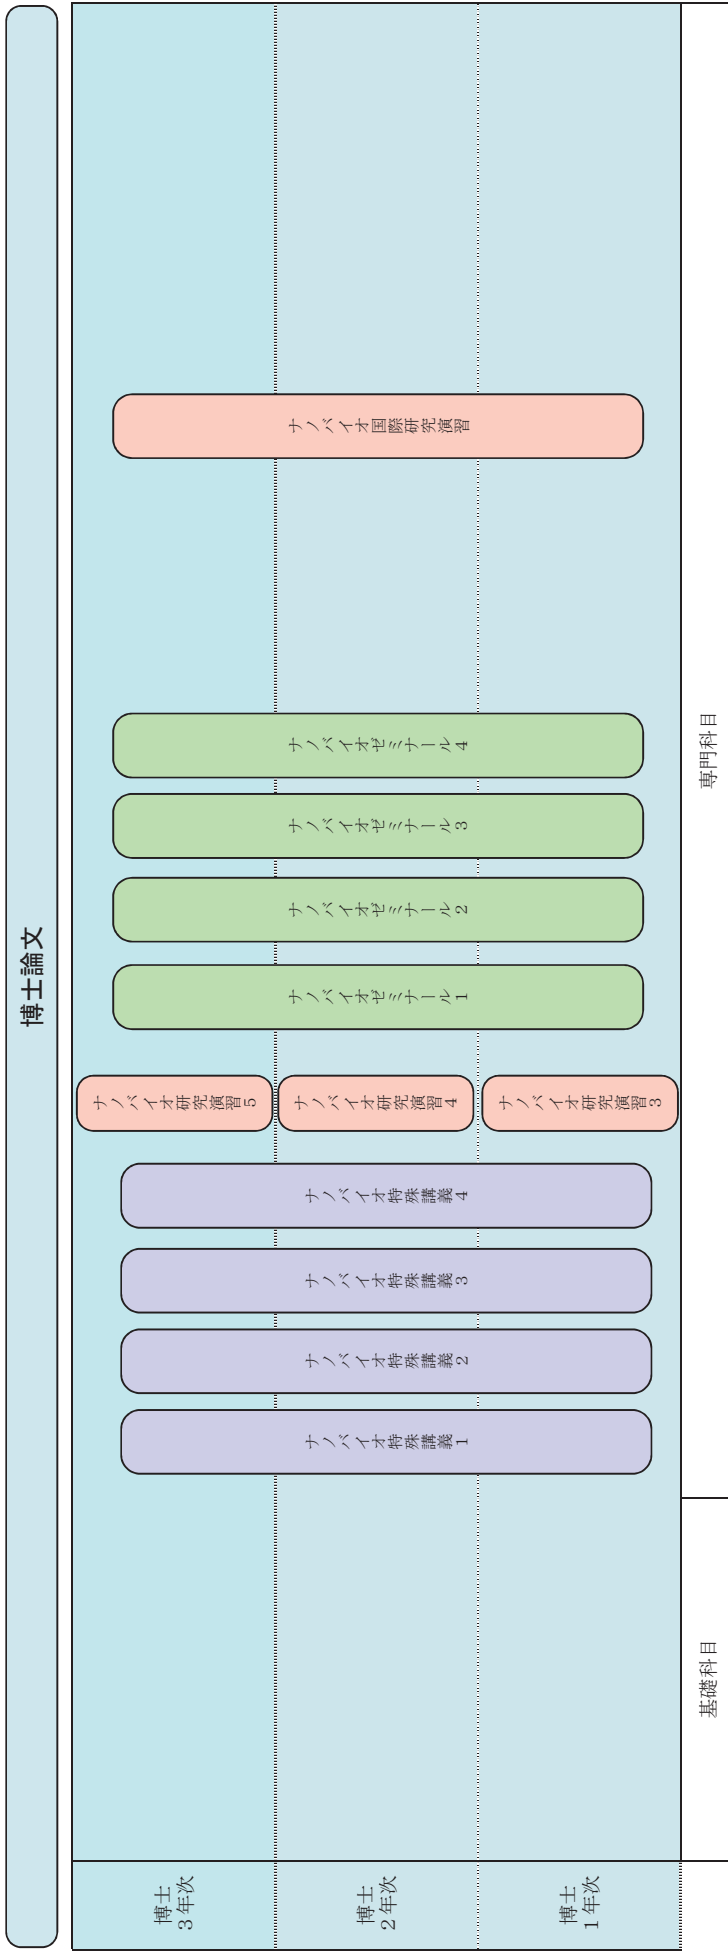 博士論文
博士
3年次
博士
2年次
博士
1年次
ナノバイオ特殊講義1
ナノバイオ特殊講義2
ナノバイオ特殊講義3
ナノバイオ特殊講義4
ナノバイオ研究演習5
ナノバイオ研究演習4
ナノバイオ研究演習3
ナノバイオゼミナール1
ナノバイオゼミナール2
ナノバイオゼミナール3
ナノバイオゼミナール4
ナノバイオ国際研究演習
基礎科目
専門科目